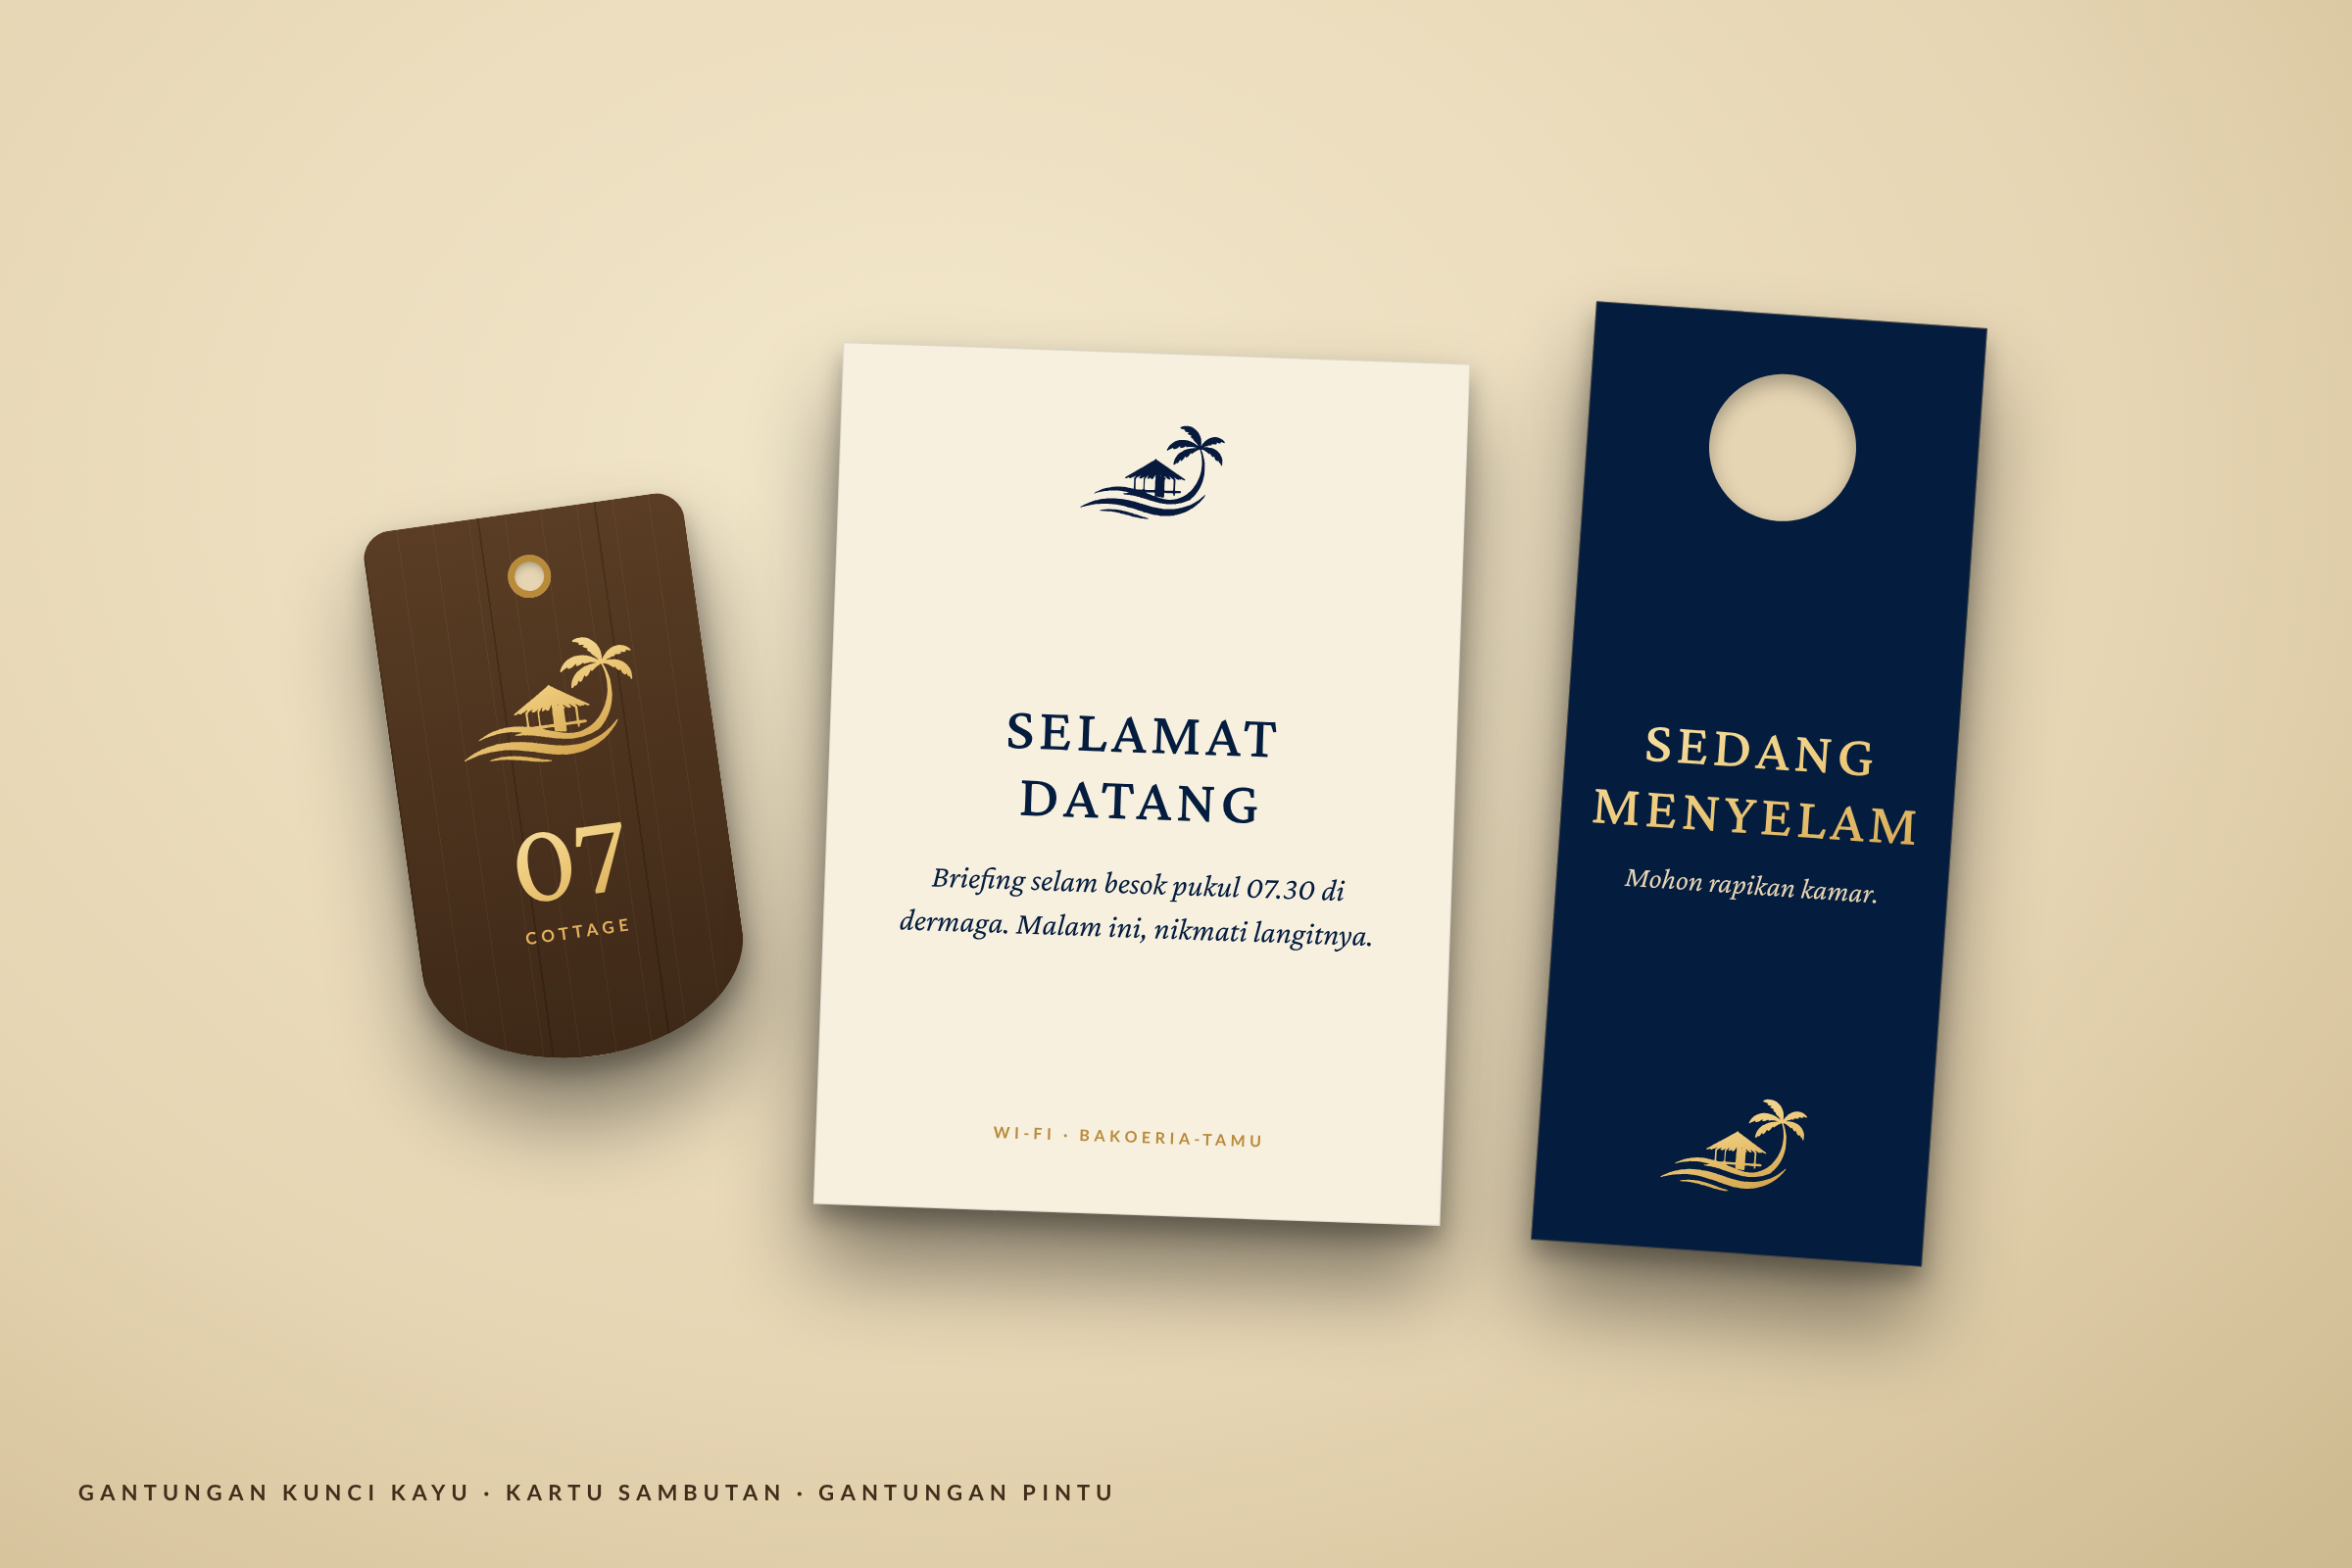 07
COTTAGE
SELAMAT
DATANG
Briefing selam besok pukul 07.30 di
dermaga. Malam ini, nikmati langitnya.
WI-FI · BAKOERIA-TAMU
SEDANG
MENYELAM
Mohon rapikan kamar.
GANTUNGAN KUNCI KAYU · KARTU SAMBUTAN · GANTUNGAN PINTU